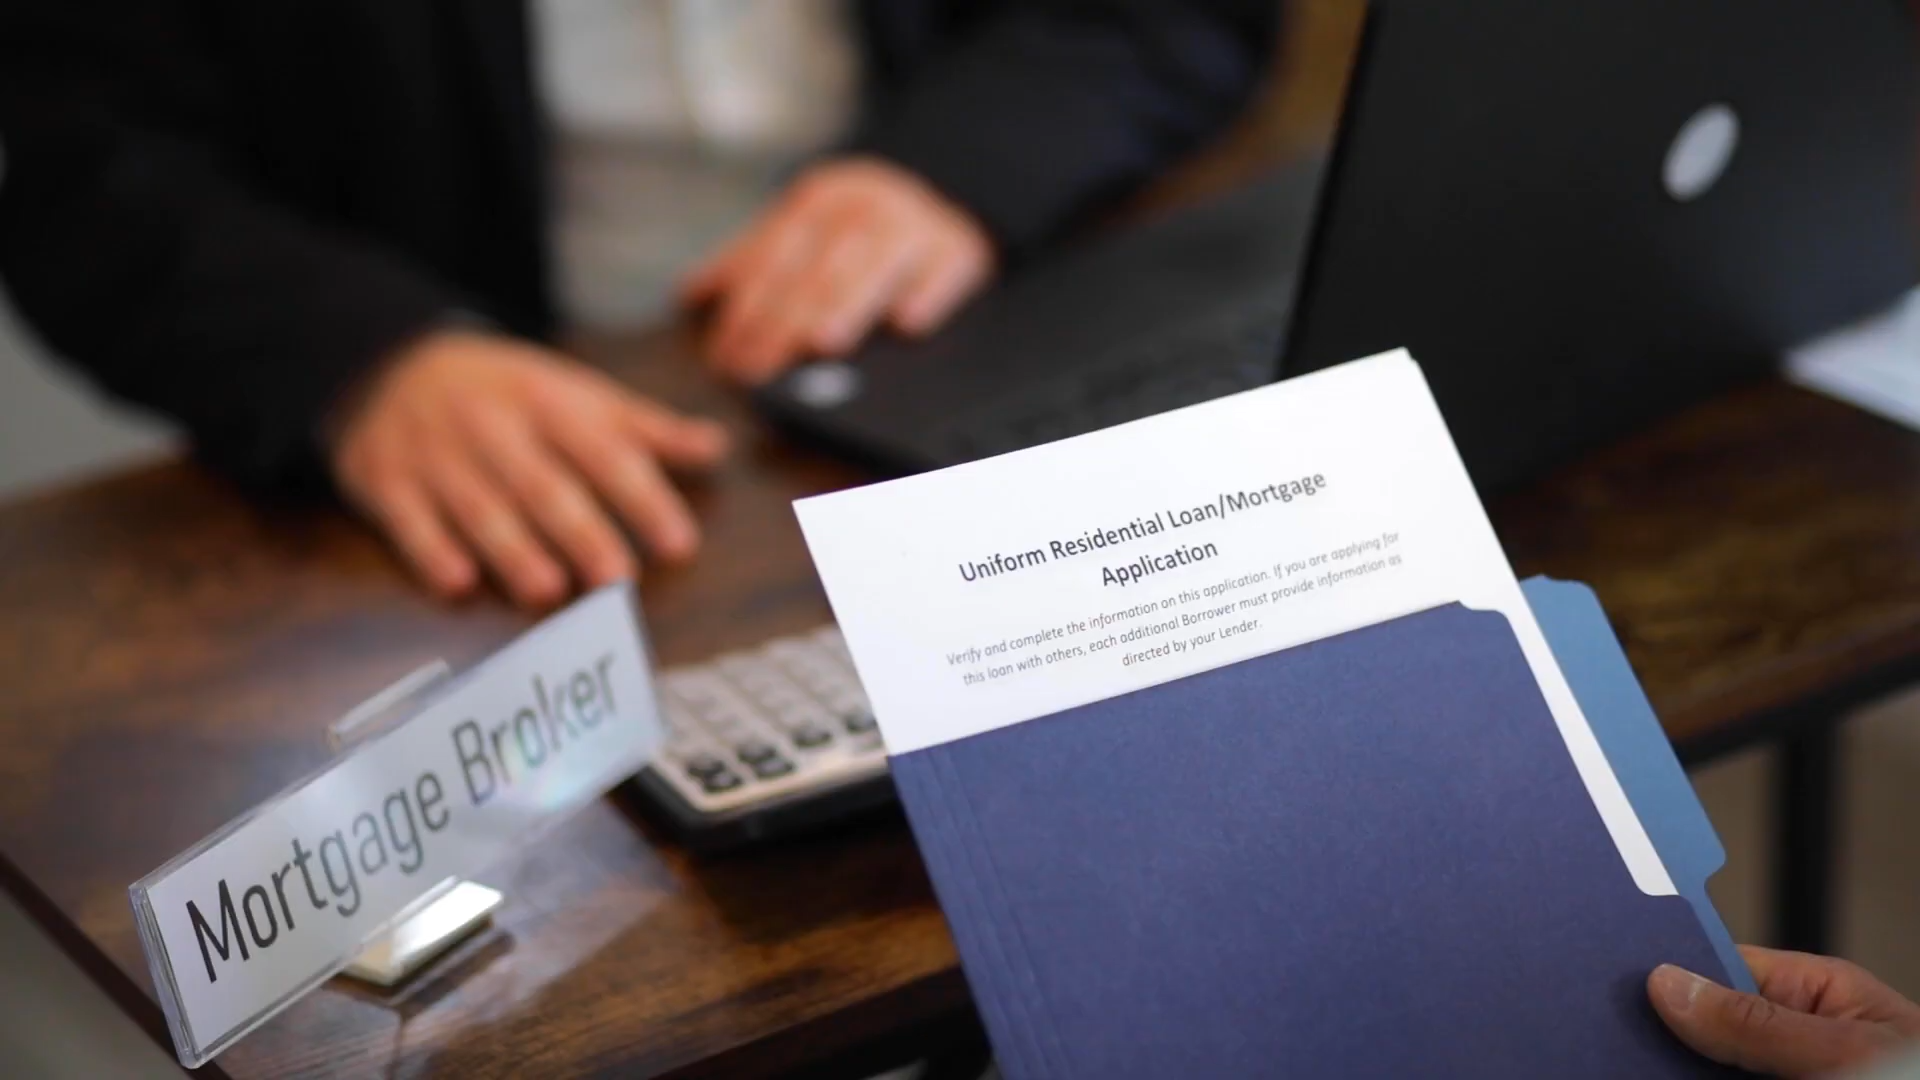 Uniform Residential Loan/Mortgage
Application
Verify and complete the information on this application. If you are applying for
this loan with others, each additional Borrower must provide information as
directed by your Lender.
Mortgage Broker